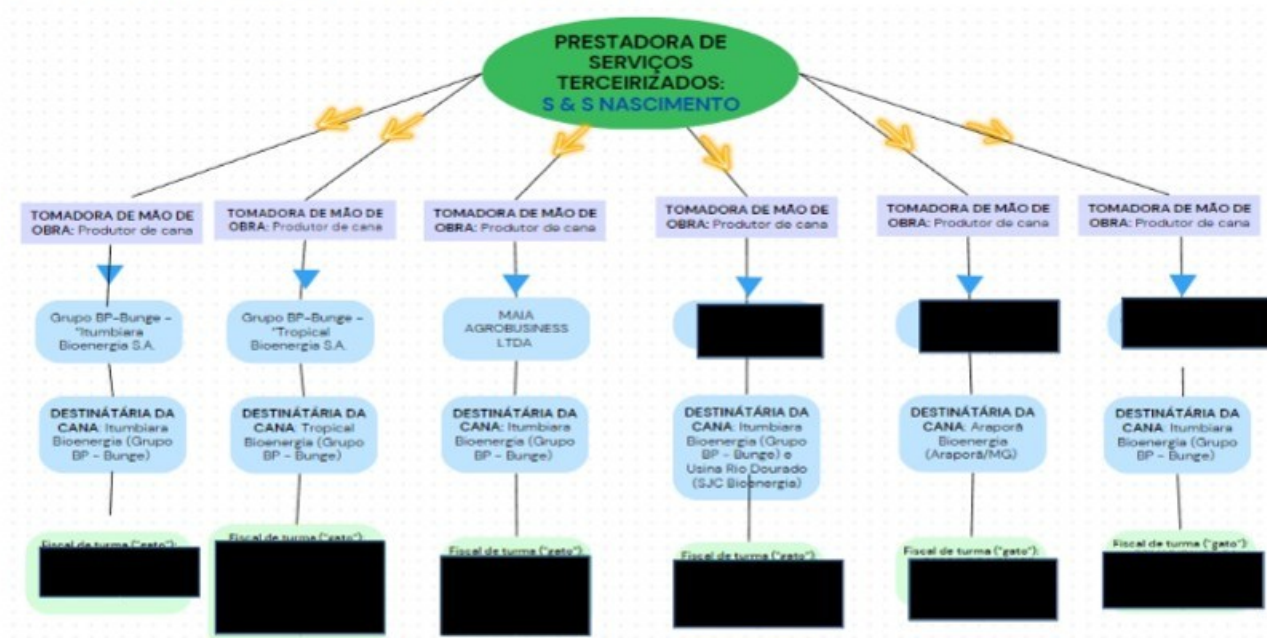 PRESTADORA DE
SERVIÇOS
TERCEIRIZADOS:
S & S NASCIMENTO
TOMADORA DE MÃO DE
OBRA: Produtor de cana
TOMADORA DE MÃO DE
OBRA: Produtor de cana
TOMADORA DE MÃO DE
OBRA: Produtor de cana
TOMADORA DE MÃO DE
OBRA: Produtor de cana
TOMADORA DE MÃO DE
OBRA: Produtor de cana
TOMADORA DE MÃO DE
OBRA: Produtor de cana
Grupo BP-Bunge -
"Itumbiara
Bioenergia S.A.
Grupo BP-Bunge -
"Tropical
Bioenergia S.A.
MAIA
AGROBUSINESS
LTDA
DESTINÁTÁRIA DA
CANA: Itumbiara
Bioenergia (Grupo
BP - Bunge)
DESTINÁTÁRIA DA
CANA: Tropical
Bioenergia (Grupo
BP - Bunge)
DESTINÁTÁRIA DA
CANA: Itumbiara
Bioenergia (Grupo
BP - Bunge)
DESTINÁTÁRIA DA
CANA: Itumbiara
Bioenergia (Grupo
BP - Bunge) e
Usina Rio Dourado
(SJC Bioenergia)
DESTINÁTÁRIA DA
CANA: Araporã
Bioenergia
(Araporã/MG)
DESTINÁTÁRIA DA
CANA: Itumbiara
Bioenergia (Grupo
BP - Bunge)
Fiscal de turma ("gato"):
Fiscal de turma ("gato"):
Fiscal de turma ("gato"):
Fiscal de turma ("gato"):
Fiscal de turma ("gato"):
Fiscal de turma ("gato"):